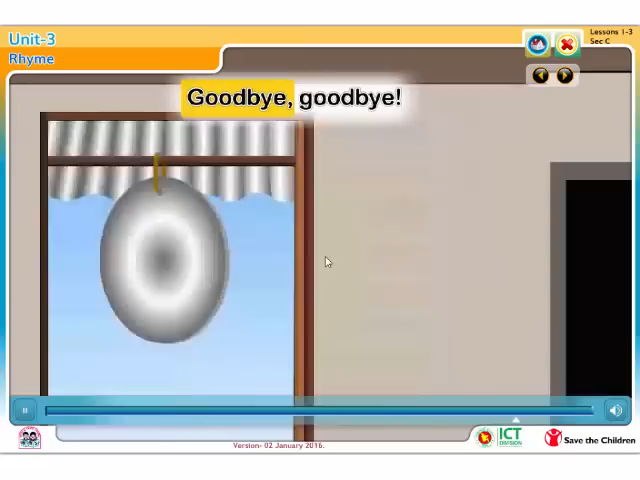 Unit-3
Rhyme
Lessons 1-3
Sec C
Goodbye, goodbye!
Version- 02 January 2016.
ICT
DIVISION
Save the Children